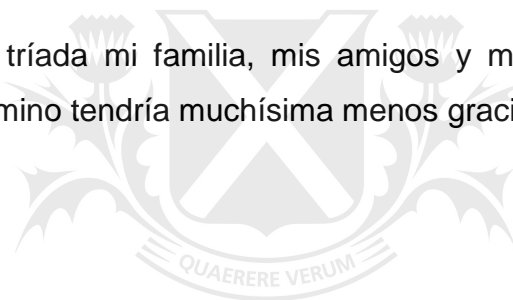 tríada mi familia, mis amigos y m
mino tendría muchísima menos graci
QUAERERE VERUM